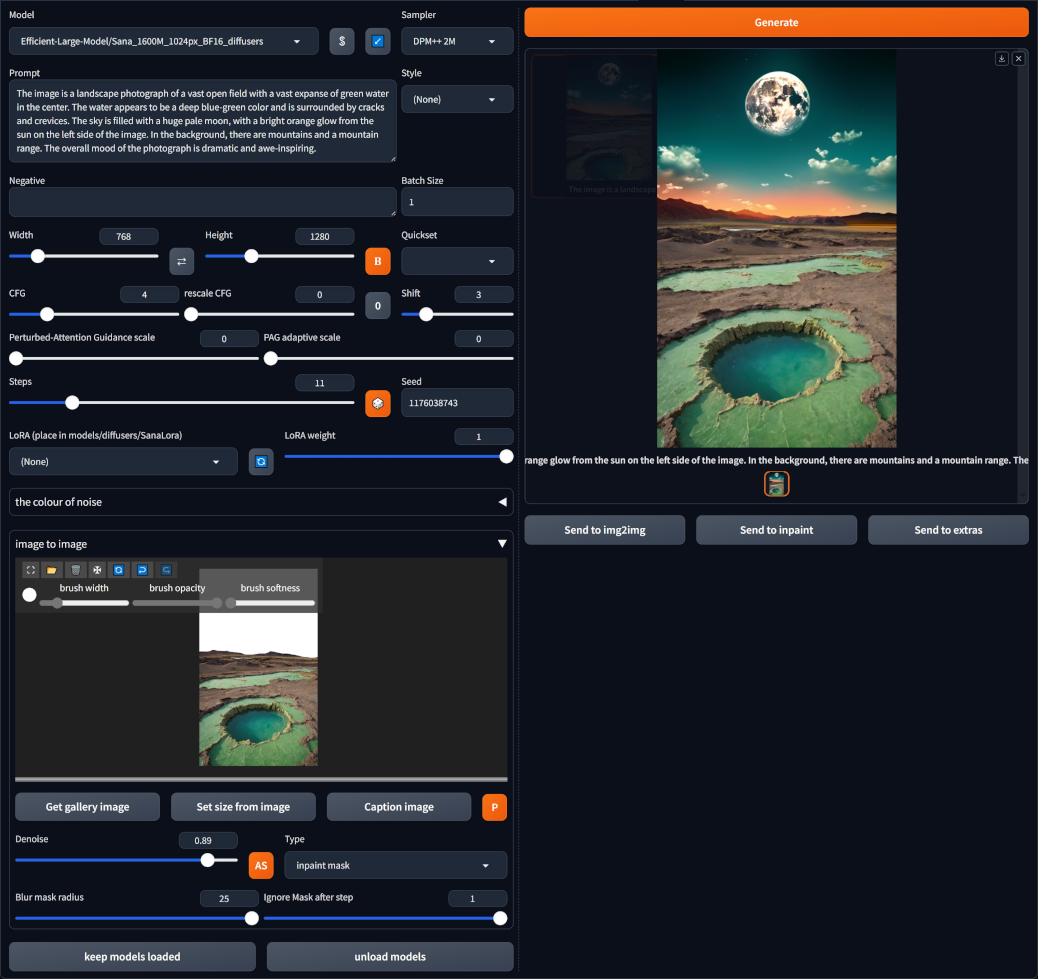 Model
Sampler
Efficient-Large-Model/Sana_1600M_1024px_BF16_diffusers
$
DPM++ 2M
Prompt
Style
The image is a landscape photograph of a vast open field with a vast expanse of green water
in the center. The water appears to be a deep blue-green color and is surrounded by cracks
and crevices. The sky is filled with a huge pale moon, with a bright orange glow from the
sun on the left side of the image. In the background, there are mountains and a mountain
range. The overall mood of the photograph is dramatic and awe-inspiring.
(None)
Negative
Batch Size
1
Width
768
Height
1280
Quickset
B
CFG
4
rescale CFG
0
0
Shift
3
Perturbed-Attention Guidance scale
0
PAG adaptive scale
0
Steps
11
Seed
1176038743
LoRA (place in models/diffusers/SanaLora)
LoRA weight
1
(None)
the colour of noise
image to image
brush width
brush opacity
brush softness
Get gallery image
Set size from image
Caption image
P
Denoise
0.89
AS
Type
inpaint mask
Blur mask radius
25
Ignore Mask after step
1
keep models loaded
unload models
Generate
The image is a landscape
range glow from the sun on the left side of the image. In the background, there are mountains and a mountain range. The
Send to img2img
Send to inpaint
Send to extras